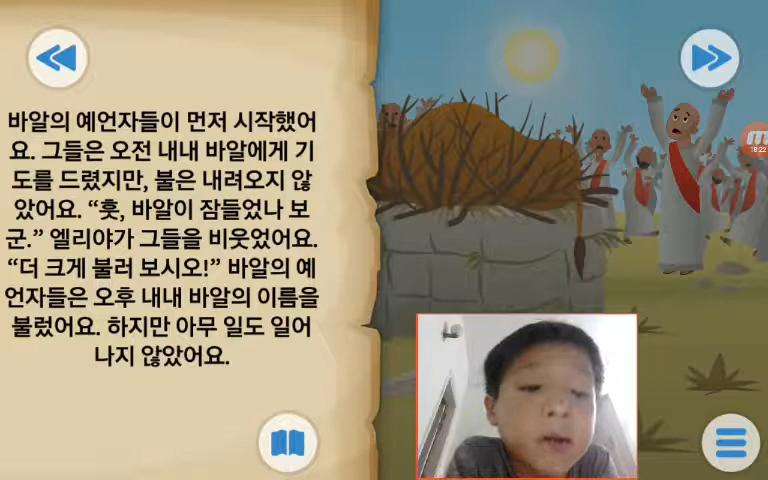 바알의 예언자들이 먼저 시작했어
요. 그들은 오전 내내 바알에게 기
도를 드렸지만, 불은 내려오지 않
았어요. “훗, 바알이 잠들었나 보
군.” 엘리야가 그들을 비웃었어요.
“더 크게 불러 보시오!” 바알의 예
언자들은 오후 내내 바알의 이름을
불렀어요. 하지만 아무 일도 일어
나지 않았어요.
18:22